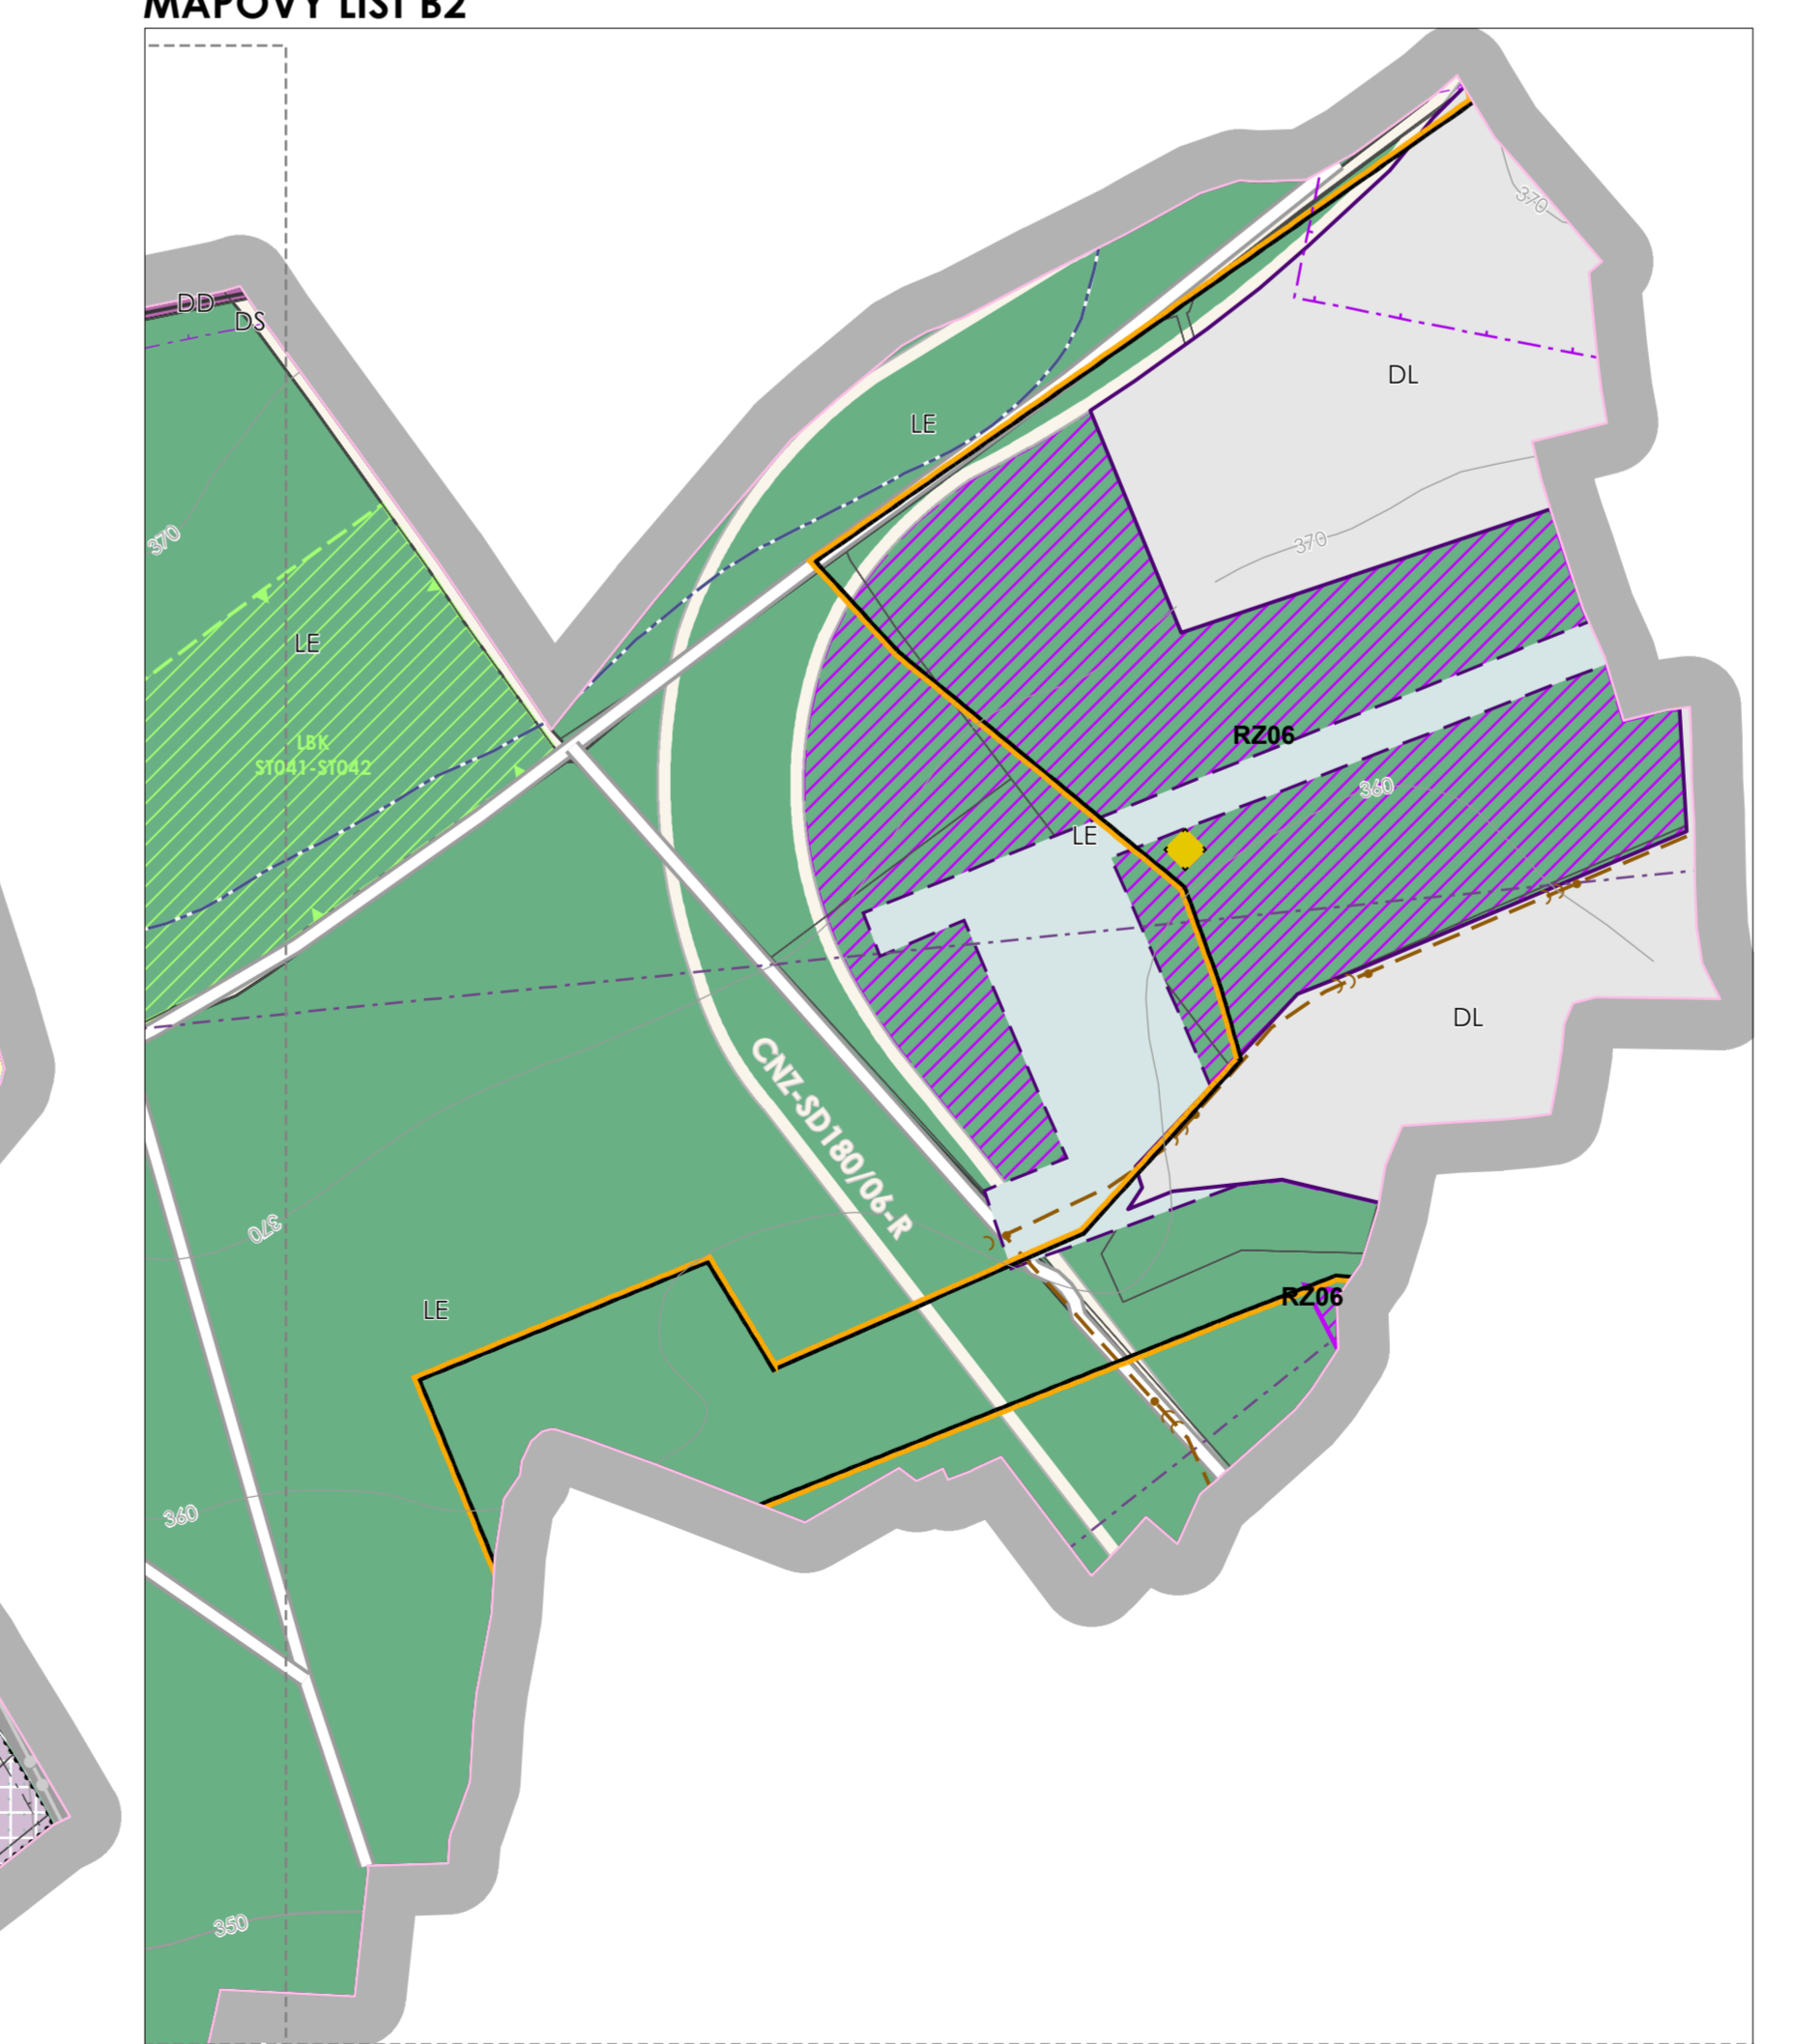 MAPOVÝ LIST B2
370
DD
DS
DL
LE
370
370
LE
LBK
ST041-ST042
RZ06
360
LE
DL
CNZ-SD180/06-R
370
RZ06
LE
360
350